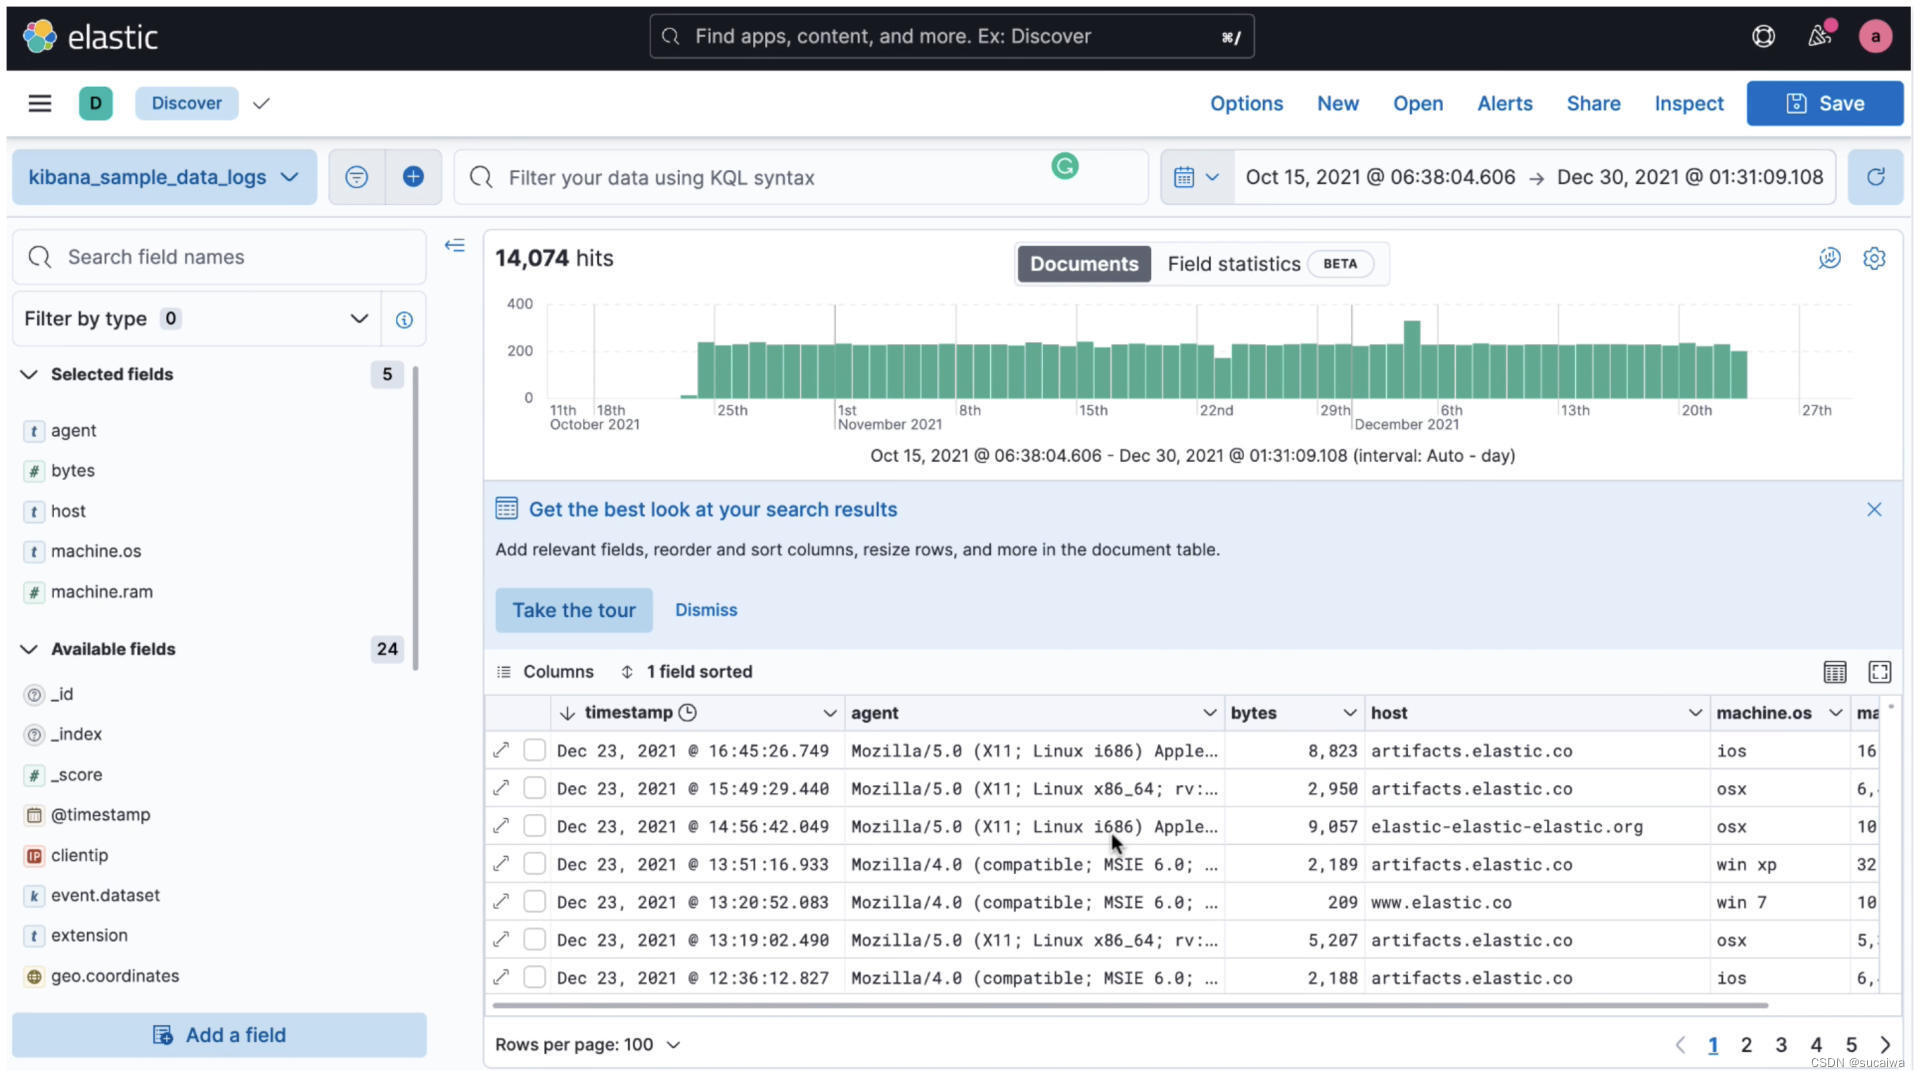 elastic
Find apps, content, and more. Ex: Discover ⌘/
a
D Discover
Options New Open Alerts Share Inspect Save
kibana_sample_data_logs
Filter your data using KQL syntax
Oct 15, 2021 @ 06:38:04.606 → Dec 30, 2021 @ 01:31:09.108
Search field names
Filter by type 0
Selected fields 5
t agent
# bytes
t host
t machine.os
# machine.ram
Available fields 24
_id
_index
# _score
@timestamp
IP clientip
k event.dataset
t extension
geo.coordinates
Add a field
14,074 hits
Documents Field statistics BETA
400
200
0
11th 18th 25th 1st 8th 15th 22nd 29th 6th 13th 20th 27th
October 2021 November 2021 December 2021
Oct 15, 2021 @ 06:38:04.606 - Dec 30, 2021 @ 01:31:09.108 (interval: Auto - day)
Get the best look at your search results
Add relevant fields, reorder and sort columns, resize rows, and more in the document table.
Take the tour Dismiss
Columns 1 field sorted
timestamp agent bytes host machine.os ma
Dec 23, 2021 @ 16:45:26.749 Mozilla/5.0 (X11; Linux i686) Apple… 8,823 artifacts.elastic.co ios 16
Dec 23, 2021 @ 15:49:29.440 Mozilla/5.0 (X11; Linux x86_64; rv:… 2,950 artifacts.elastic.co osx 6,
Dec 23, 2021 @ 14:56:42.049 Mozilla/5.0 (X11; Linux i686) Apple… 9,057 elastic-elastic-elastic.org osx 10
Dec 23, 2021 @ 13:51:16.933 Mozilla/4.0 (compatible; MSIE 6.0; … 2,189 artifacts.elastic.co win xp 32
Dec 23, 2021 @ 13:20:52.083 Mozilla/4.0 (compatible; MSIE 6.0; … 209 www.elastic.co win 7 10
Dec 23, 2021 @ 13:19:02.490 Mozilla/5.0 (X11; Linux x86_64; rv:… 5,207 artifacts.elastic.co osx 5,
Dec 23, 2021 @ 12:36:12.827 Mozilla/4.0 (compatible; MSIE 6.0; … 2,188 artifacts.elastic.co ios 6,
Rows per page: 100
1 2 3 4 5
CSDN @sucaiwa